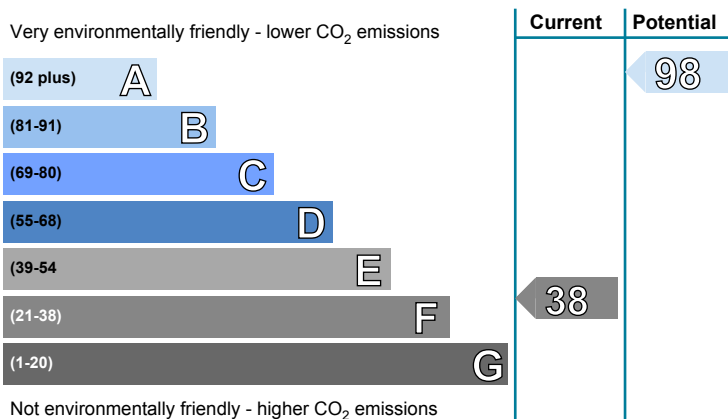 Current Potential
Very environmentally friendly - lower CO2 emissions
(92 plus) A 98
(81-91) B
(69-80) C
(55-68) D
(39-54 E
38
(21-38) F
(1-20) G
Not environmentally friendly - higher CO2 emissions